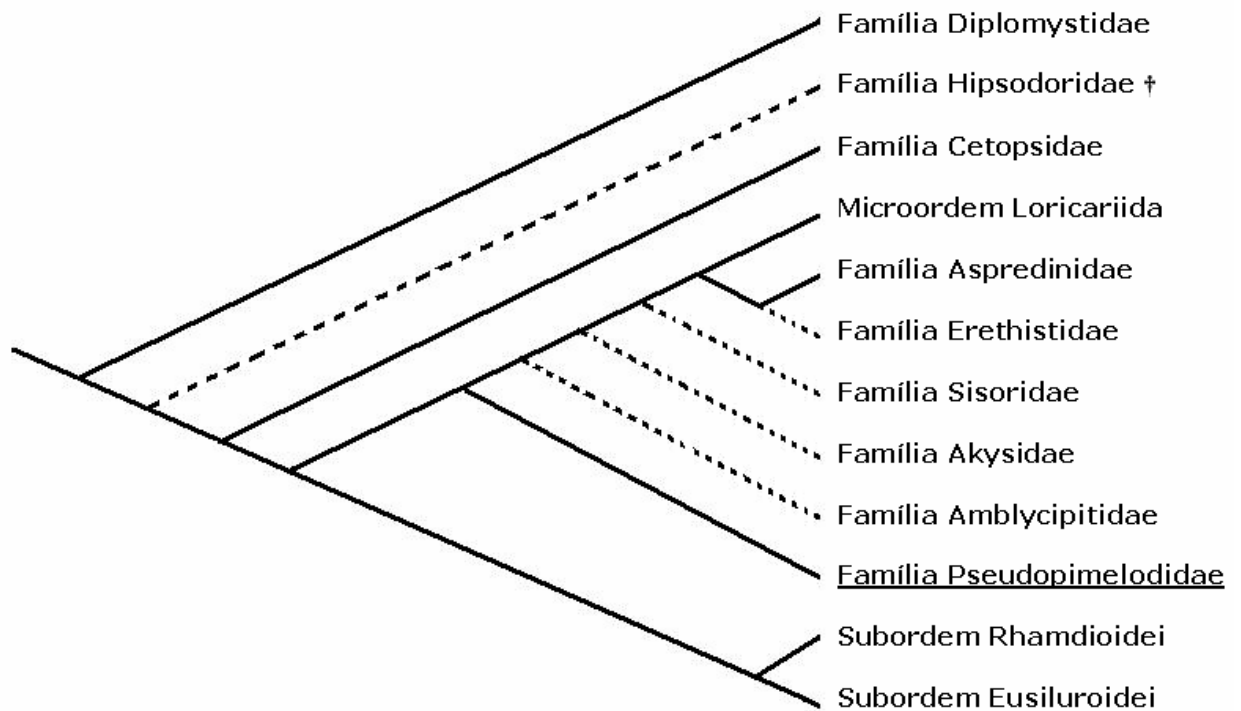 Família Diplomystidae
Família Hipsodoridae †
Família Cetopsidae
Microordem Loricariida
Família Aspredinidae
Família Erethistidae
Família Sisoridae
Família Akysidae
Família Amblycipitidae
Família Pseudopimelodidae
Subordem Rhamdioidei
Subordem Eusiluroidei